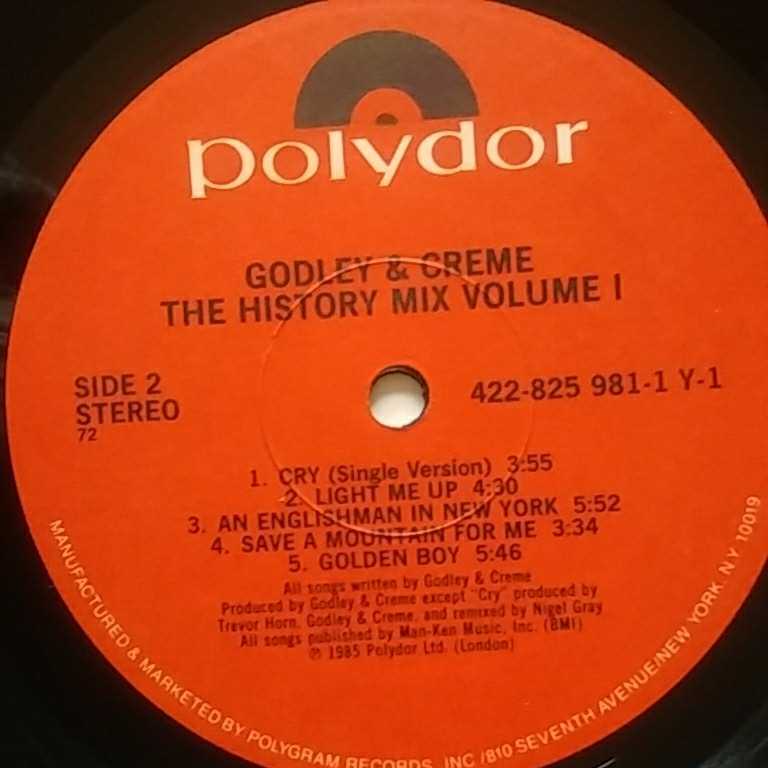 polydor
GODLEY & CREME
THE HISTORY MIX VOLUME I
SIDE 2
STEREO
72
422-825 981-1 Y-1
1. CRY (Single Version) 3:55
2. LIGHT ME UP 4:30
3. AN ENGLISHMAN IN NEW YORK 5:52
4. SAVE A MOUNTAIN FOR ME 3:34
5. GOLDEN BOY 5:46
All songs written by Godley & Creme
Produced by Godley & Creme except "Cry" produced by
Trevor Horn, Godley & Creme, and remixed by Nigel Gray
All songs published by Man-Ken Music, Inc. (BMI)
℗ 1985 Polydor Ltd. (London)
MANUFACTURED & MARKETED BY POLYGRAM RECORDS, INC./810 SEVENTH AVENUE/NEW YORK, N.Y. 10019